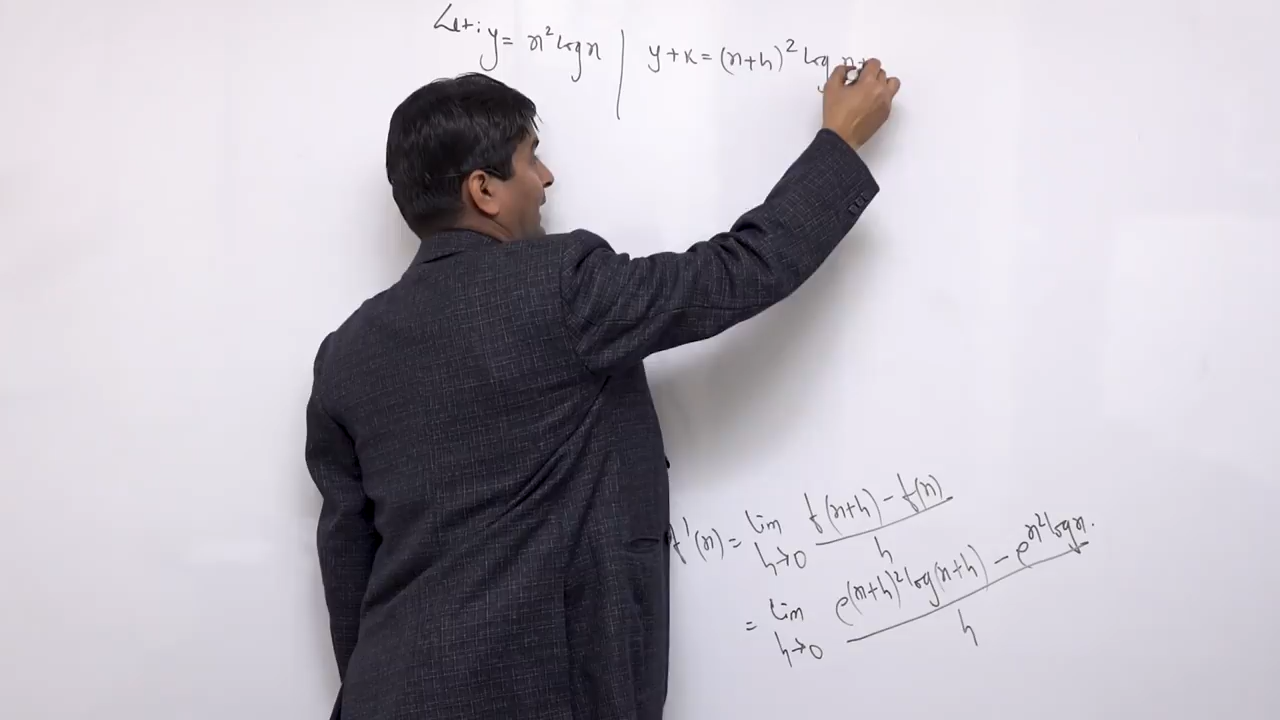 Let: y = x² log x | y + k = (x+h)² log x+
f'(x) = lim h→0 f(x+h) - f(x) / h
= lim h→0 e^(x+h)² log(x+h) - e^x² log x. / h